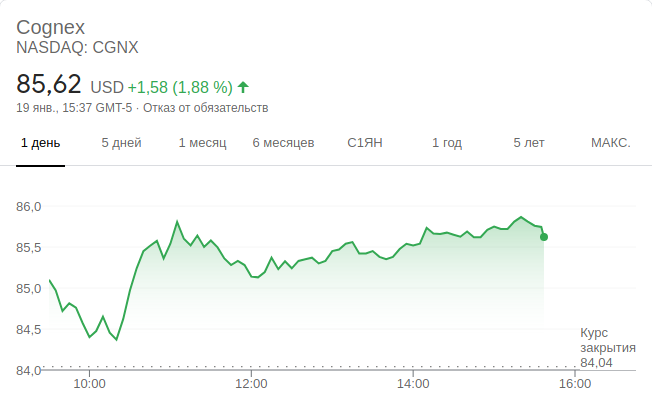 Cognex
NASDAQ: CGNX
85,62 USD +1,58 (1,88 %)
19 янв., 15:37 GMT-5 · Отказ от обязательств
1 день 5 дней 1 месяц 6 месяцев С1ЯН 1 год 5 лет МАКС.
86,0
85,5
85,0
84,5
84,0
Курс
закрытия
84,04
10:00 12:00 14:00 16:00